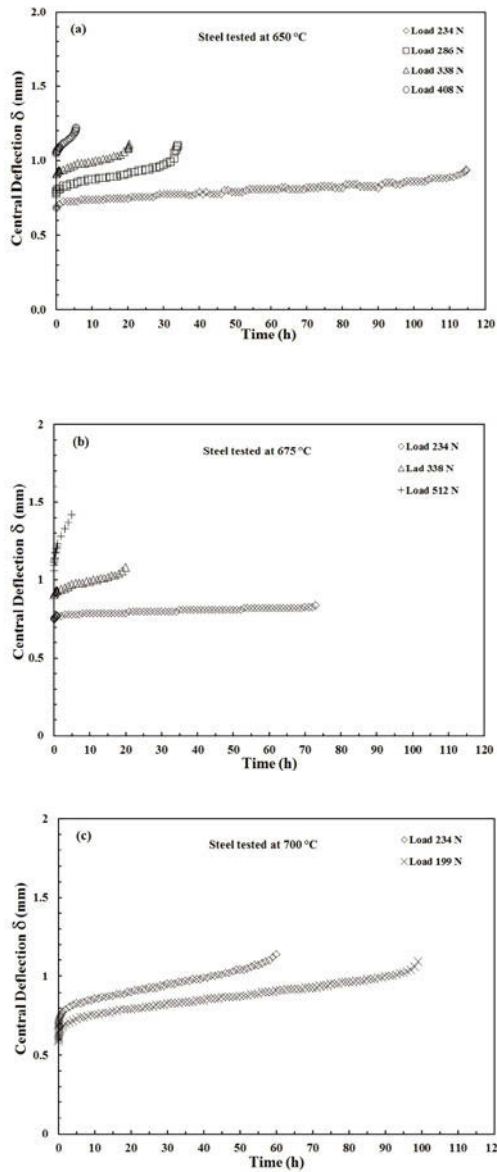 (a)
Steel tested at 650 °C
Load 234 N
Load 286 N
Load 338 N
Load 408 N
2.0
1.5
1.0
0.5
0.0
Central Deflection δ (mm)
0 10 20 30 40 50 60 70 80 90 100 110 120
Time (h)
(b)
Steel tested at 675 °C
Load 234 N
Lad 338 N
Load 512 N
2
1.5
1
0.5
0
Central Deflection δ (mm)
0 10 20 30 40 50 60 70 80 90 100 110 120
Time (h)
(c)
Steel tested at 700 °C
Load 234 N
Load 199 N
2
1.5
1
0.5
0
Central Deflection δ (mm)
0 10 20 30 40 50 60 70 80 90 100 110 120
Time (h)